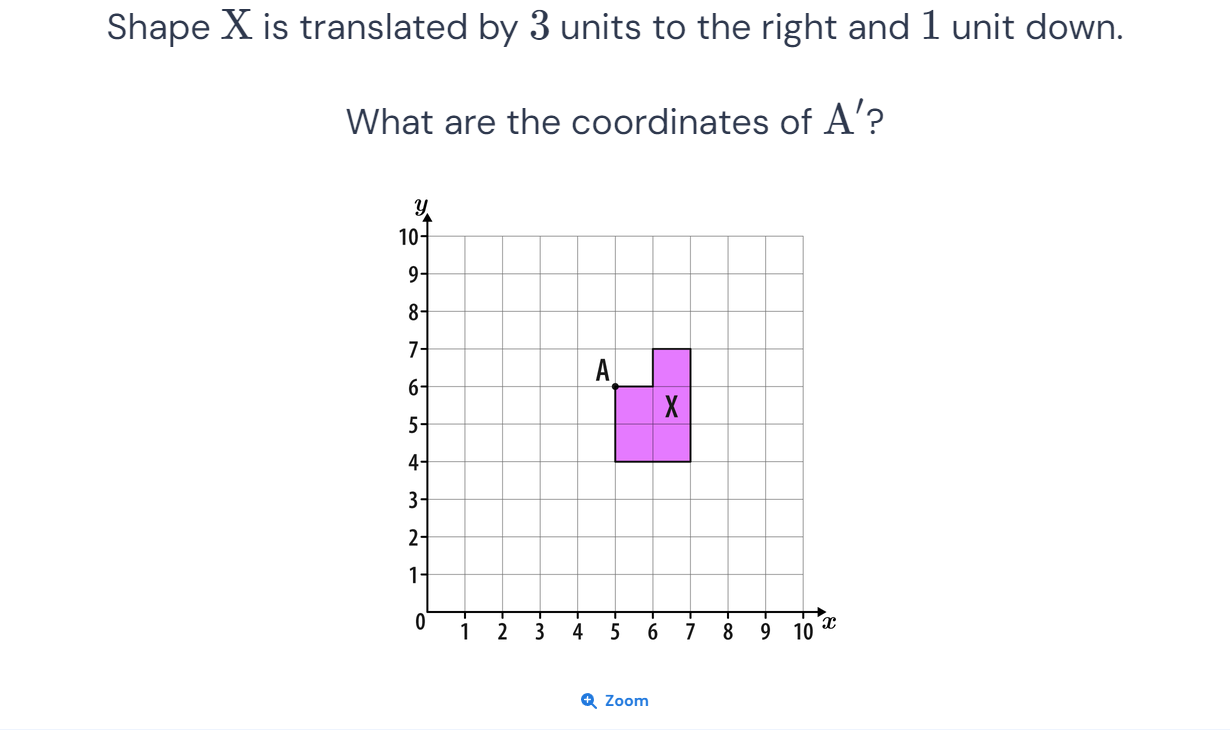 Shape X is translated by 3 units to the right and 1 unit down.
What are the coordinates of A′?
y
10
9
8
7
A
6
X
5
4
3
2
1
0
1 2 3 4 5 6 7 8 9 10 x
Zoom